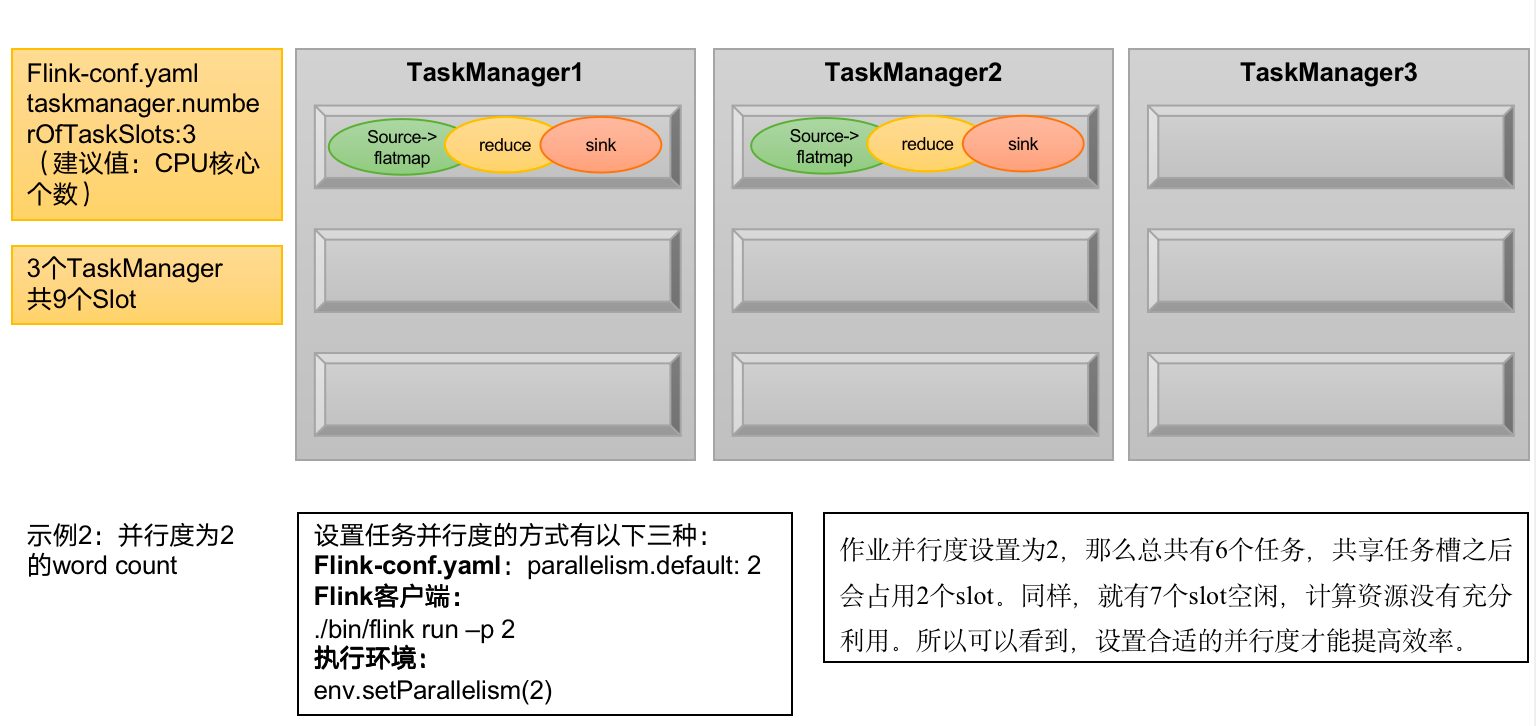 Flink-conf.yaml
taskmanager.numbe
rOfTaskSlots:3
（建议值：CPU核心
个数）
3个TaskManager
共9个Slot
TaskManager1
Source->
flatmap
reduce
sink
TaskManager2
Source->
flatmap
reduce
sink
TaskManager3
示例2：并行度为2
的word count
设置任务并行度的方式有以下三种：
Flink-conf.yaml：parallelism.default: 2
Flink客户端：
./bin/flink run –p 2
执行环境：
env.setParallelism(2)
作业并行度设置为2，那么总共有6个任务，共享任务槽之后
会占用2个slot。同样，就有7个slot空闲，计算资源没有充分
利用。所以可以看到，设置合适的并行度才能提高效率。